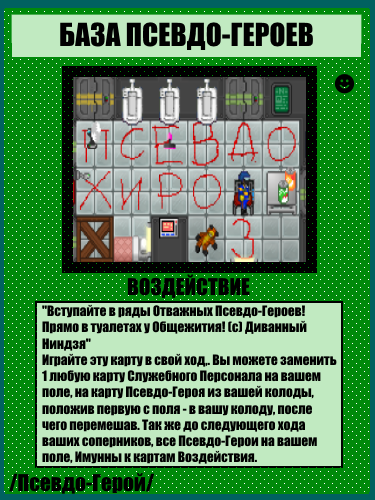 БАЗА ПСЕВДО-ГЕРОЕВ
ПСЕВДО
ХИРО
3
ВОЗДЕЙСТВИЕ
"Вступайте в ряды Отважных Псевдо-Героев!
Прямо в туалетах у Общежития! (с) Диванный
Ниндзя"
Играйте эту карту в свой ход,. Вы можете заменить
1 любую карту Служебного Персонала на вашем
поле, на карту Псевдо-Героя из вашей колоды,
положив первую с поля - в вашу колоду, после
чего перемешав. Так же до следующего хода
ваших соперников, все Псевдо-Герои на вашем
поле, Имунны к картам Воздействия.
/Псевдо-Герой/